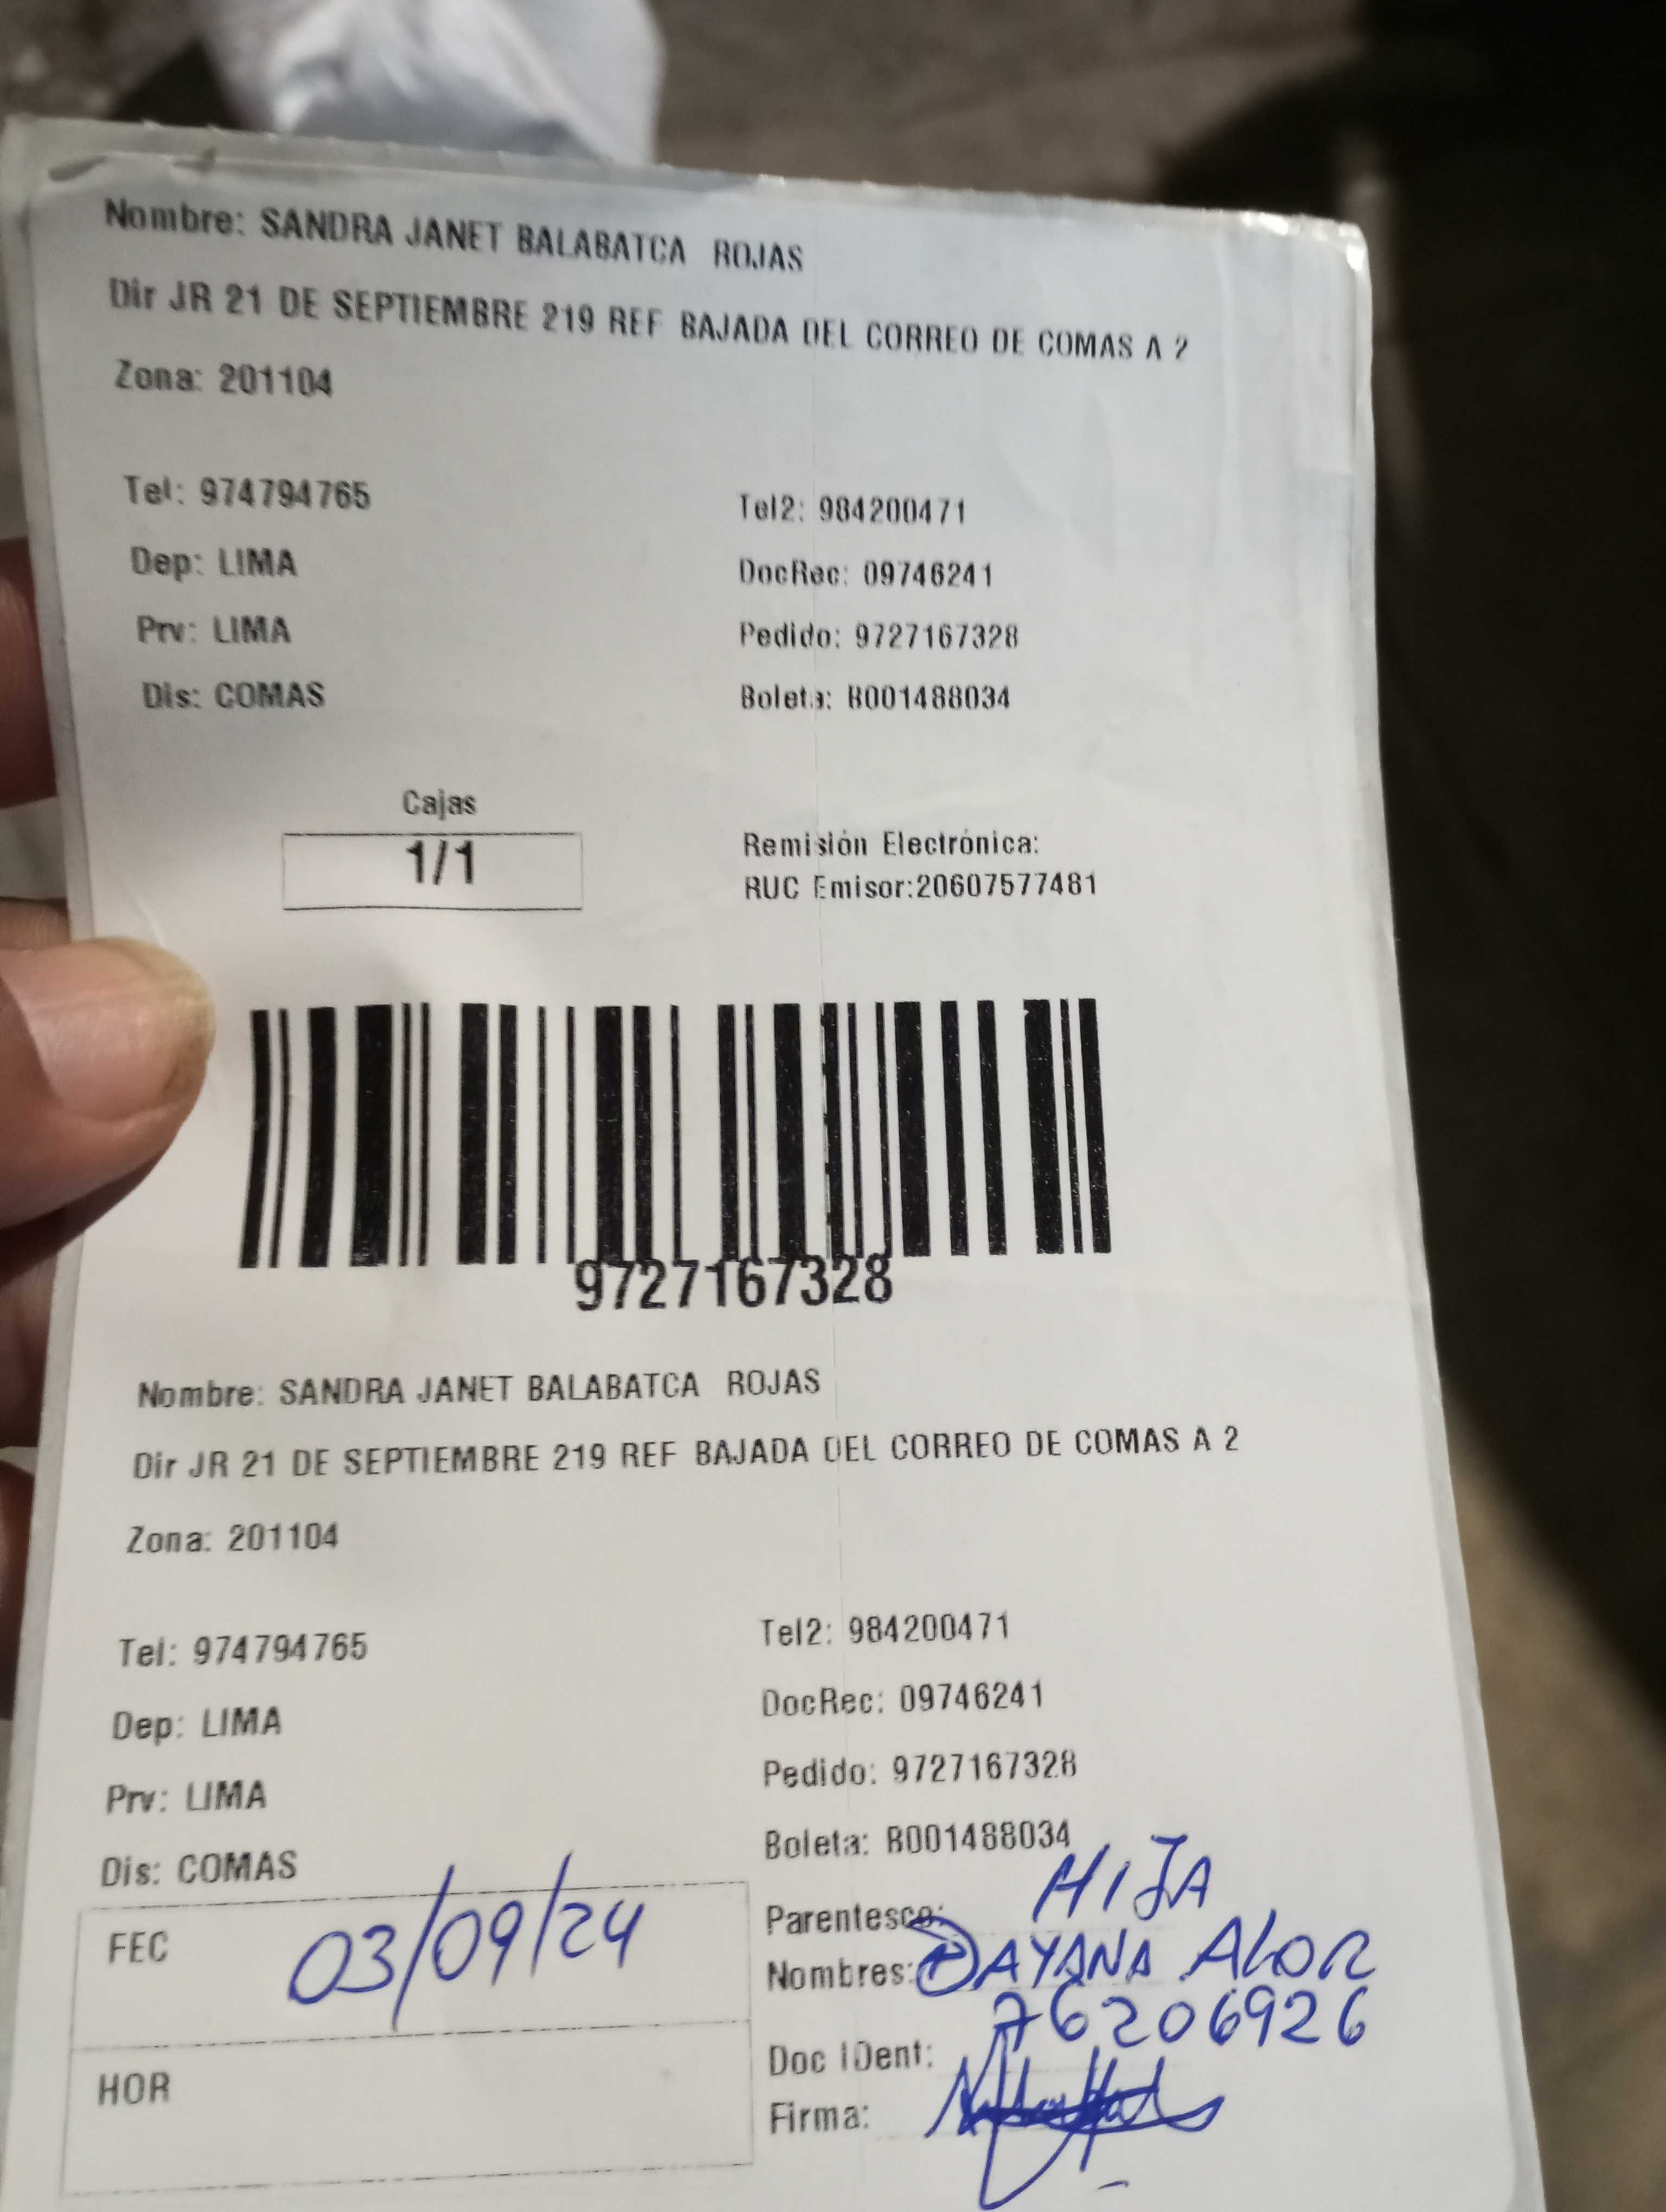 Nombre: SANDRA JANET BALABATCA ROJAS
Dir JR 21 DE SEPTIEMBRE 219 REF BAJADA DEL CORREO DE COMAS A 2
Zona: 201104
Tel: 974794765 Tel2: 984200471
Dep: LIMA DocRec: 09746241
Prv: LIMA Pedido: 9727167328
Dis: COMAS Boleta: B001488034
Cajas
1/1
Remisión Electrónica:
RUC Emisor:20607577481
9727167328
Nombre: SANDRA JANET BALABATCA ROJAS
Dir JR 21 DE SEPTIEMBRE 219 REF BAJADA DEL CORREO DE COMAS A 2
Zona: 201104
Tel: 974794765 Tel2: 984200471
Dep: LIMA DocRec: 09746241
Prv: LIMA Pedido: 9727167328
Dis: COMAS Boleta: B001488034
FEC 03/09/24
HOR
Parentesco: HIJA
Nombres: DAYANA ALOR
76206926
Doc IDent:
Firma: